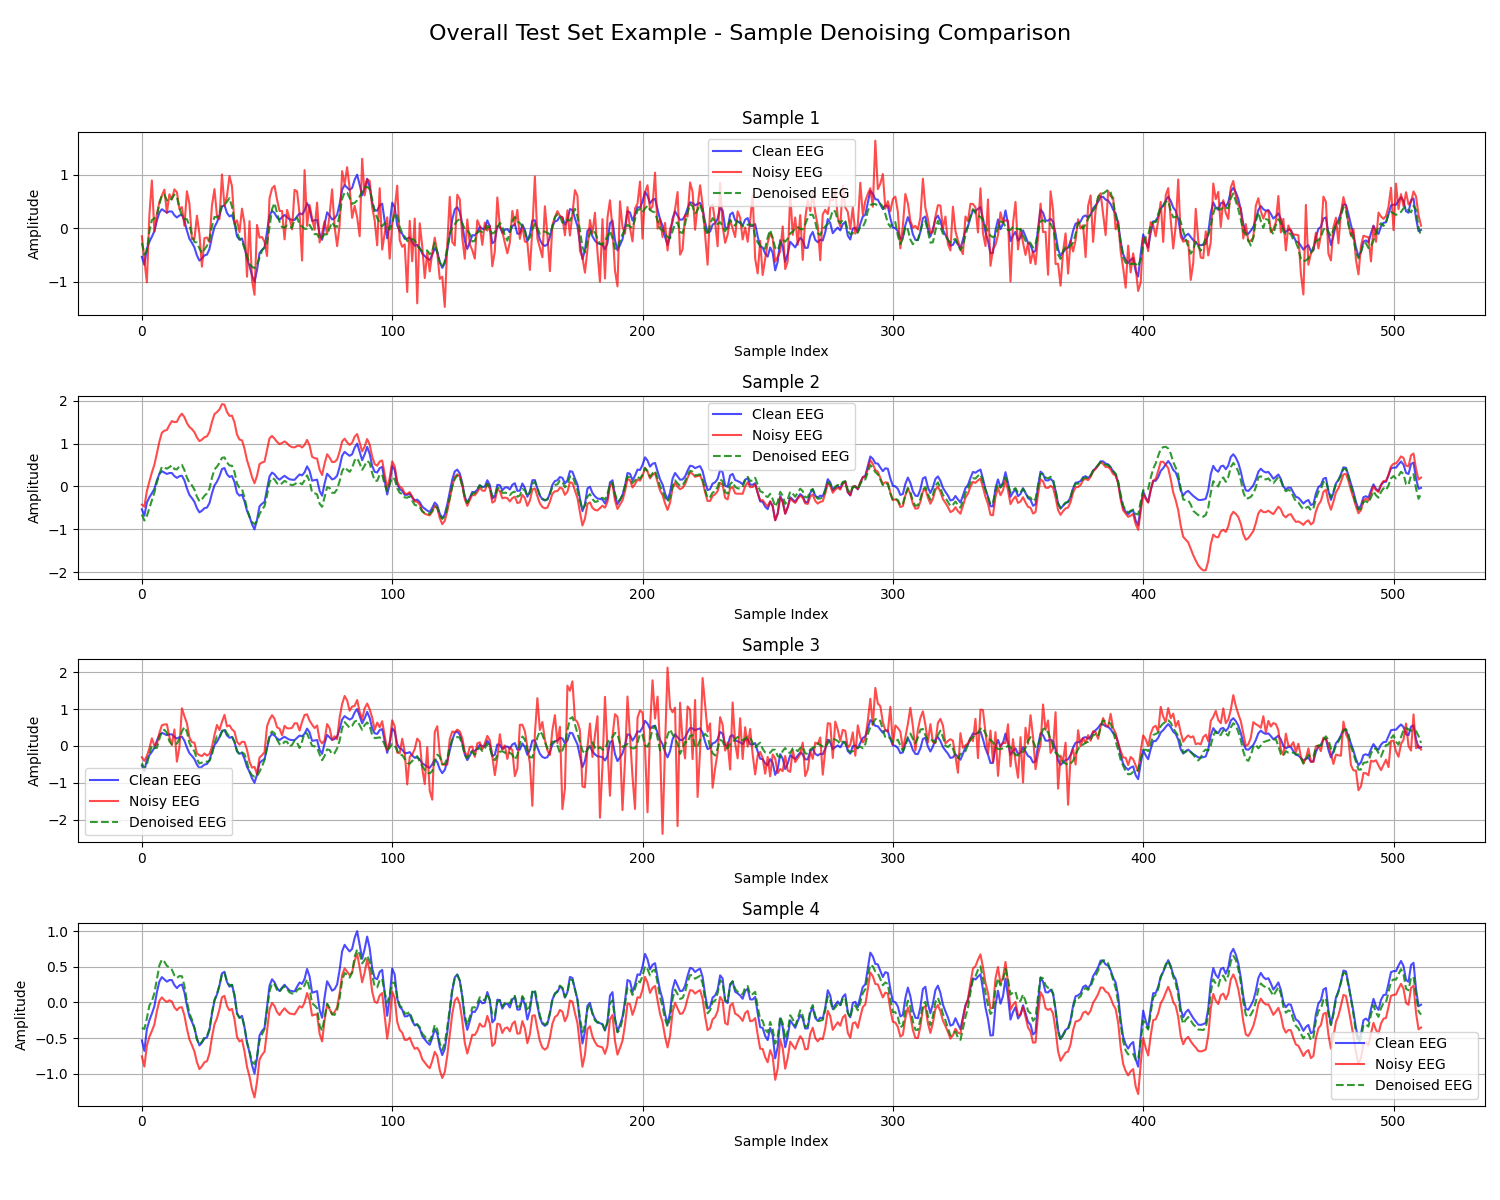 Overall Test Set Example - Sample Denoising Comparison
Sample 1
Amplitude
1
0
−1
Clean EEG
Noisy EEG
Denoised EEG
0 100 200 300 400 500
Sample Index
Sample 2
Amplitude
2
1
0
−1
−2
Clean EEG
Noisy EEG
Denoised EEG
0 100 200 300 400 500
Sample Index
Sample 3
Amplitude
2
1
0
−1
−2
Clean EEG
Noisy EEG
Denoised EEG
0 100 200 300 400 500
Sample Index
Sample 4
Amplitude
1.0
0.5
0.0
−0.5
−1.0
Clean EEG
Noisy EEG
Denoised EEG
0 100 200 300 400 500
Sample Index